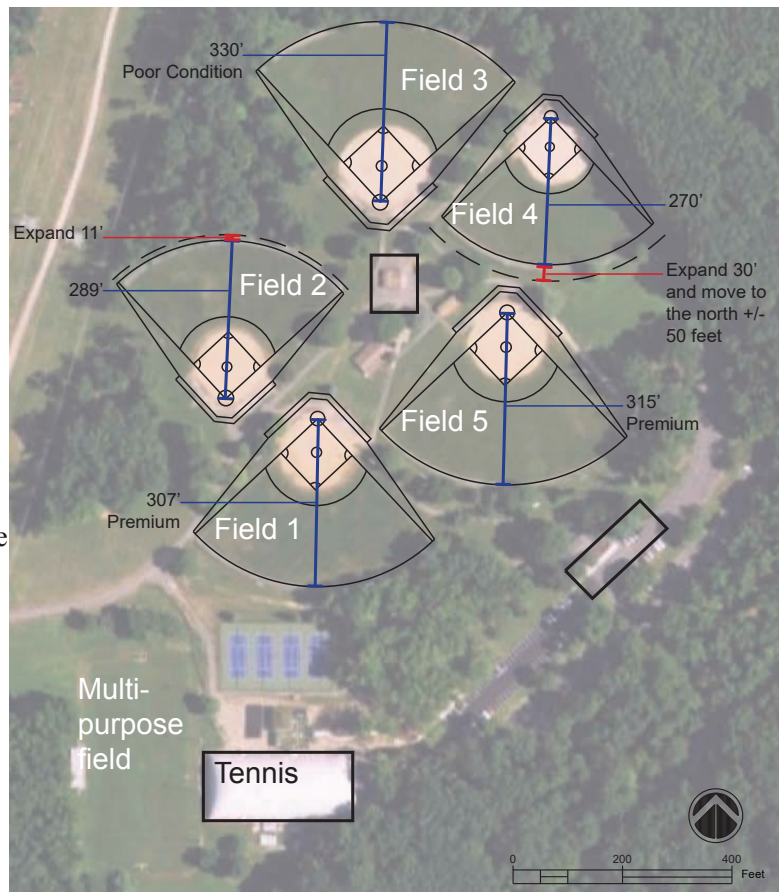 330’
Poor Condition
Field 3
Field 4
270’
Expand 11’
Field 2
289’
Expand 30’
and move to
the north +/-
50 feet
Field 5
315’
Premium
307’
Premium
Field 1
e
Multi-
purpose
field
Tennis
0
200
400
Feet